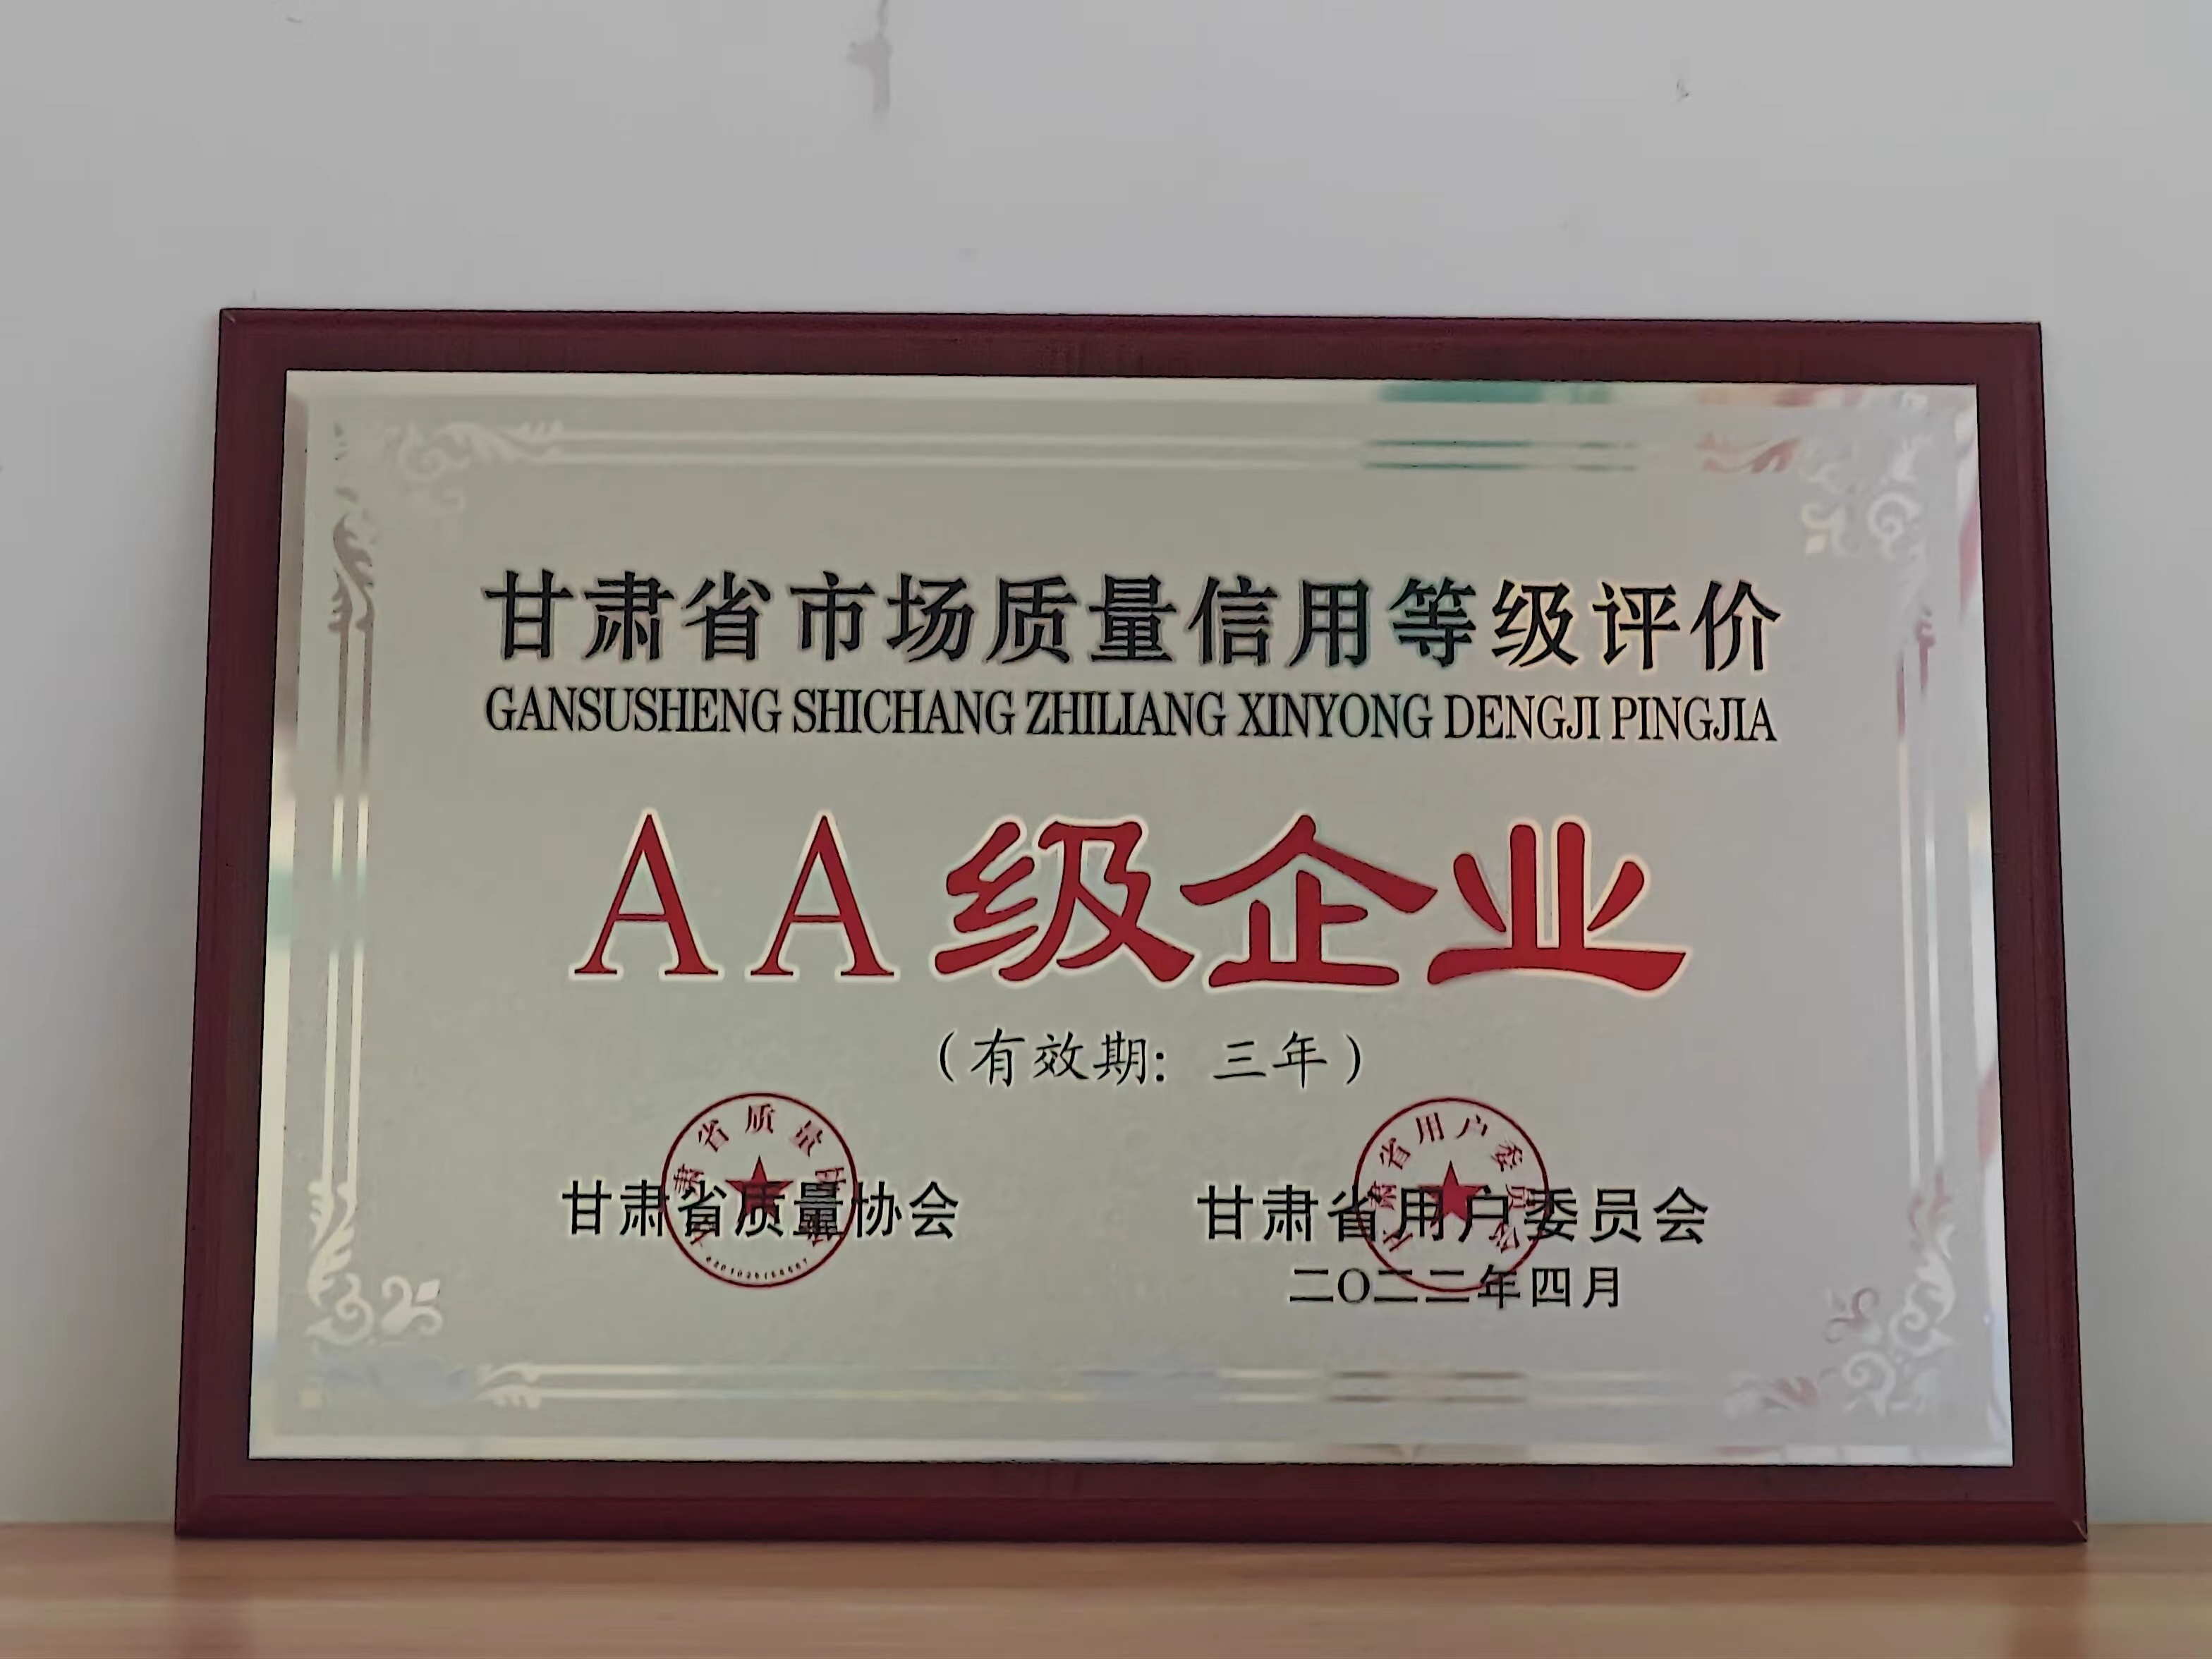 甘肃省市场质量信用等级评价
GANSUSHENG SHICHANG ZHILIANG XINYONG DENGJI PINGJIA
AA级企业
（有效期：三年）
甘肃省质量协会
甘肃省用户委员会
二〇二二年四月